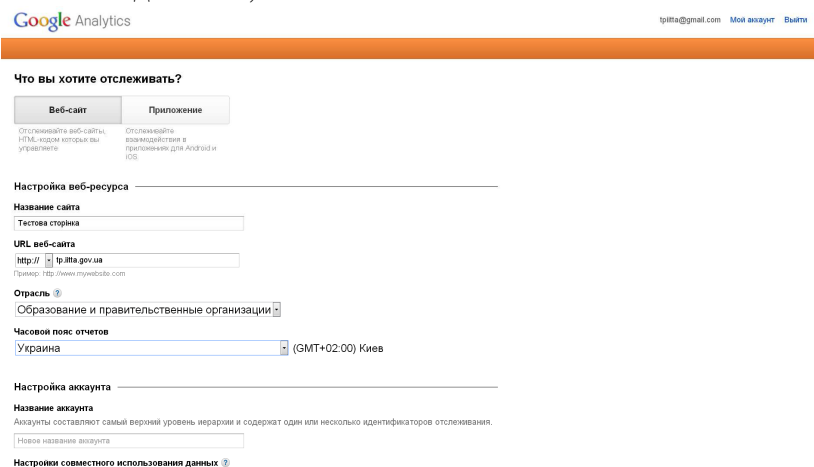 Google Analytics
tpiltta@gmail.com Мой аккаунт Выйти
Что вы хотите отслеживать?
Веб-сайт Приложение
Отслеживайте веб-сайты, HTML-кодом которых вы управляете
Отслеживайте взаимодействия в приложениях для Android и iOS
Настройка веб-ресурса
Название сайта
Тестова сторінка
URL веб-сайта
http:// tp.iltta.gov.ua
Пример: http://www.mywebsite.com
Отрасль ?
Образование и правительственные организации
Часовой пояс отчетов
Украина (GMT+02:00) Киев
Настройка аккаунта
Название аккаунта
Аккаунты составляют самый верхний уровень иерархии и содержат один или несколько идентификаторов отслеживания.
Новое название аккаунта
Настройки совместного использования данных ?